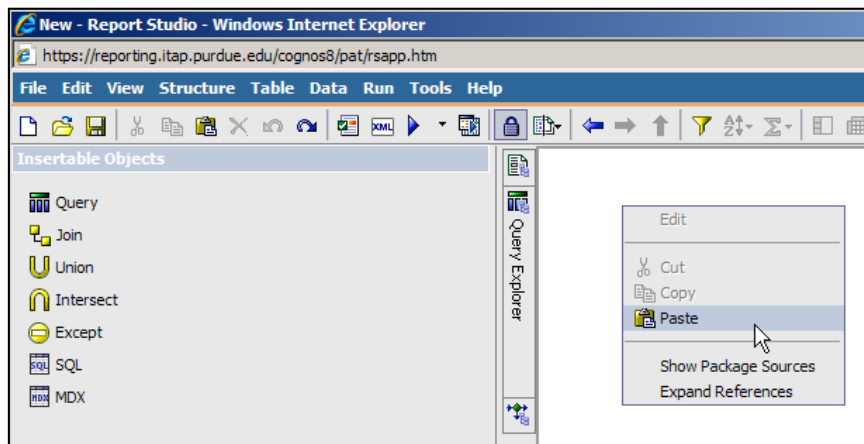 New - Report Studio - Windows Internet Explorer
https://reporting.itap.purdue.edu/cognos8/pat/rsapp.htm
File Edit View Structure Table Data Run Tools Help
XML
Insertable Objects
Query
Join
Union
Intersect
Except
SQL SQL
MDX MDX
Query Explorer
Edit
Cut
Copy
Paste
Show Package Sources
Expand References